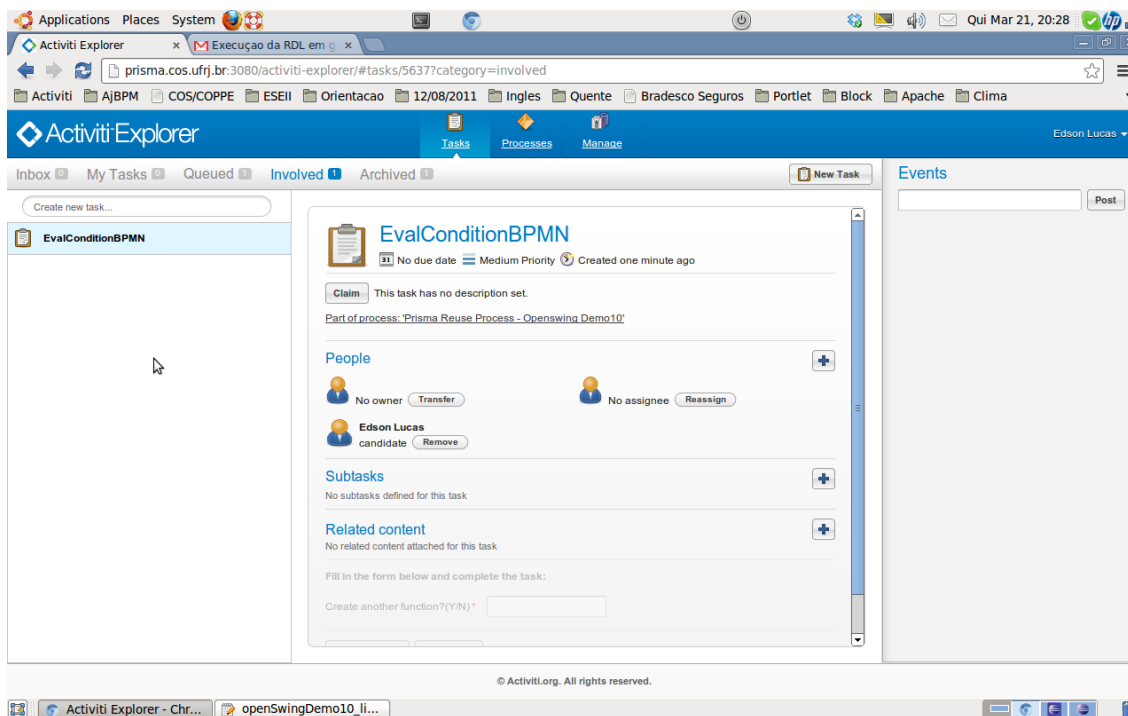 Applications Places System
Qui Mar 21, 20:28
Activiti Explorer × Execuçao da RDL em g ×
prisma.cos.ufrj.br:3080/activiti-explorer/#tasks/5637?category=involved
Activiti AjBPM COS/COPPE ESEII Orientacao 12/08/2011 Ingles Quente Bradesco Seguros Portlet Block Apache Clima
Activiti Explorer
Tasks Processes Manage
Edson Lucas
Inbox 0 My Tasks 0 Queued 1 Involved 1 Archived 0
New Task
Events
Create new task...
Post
EvalConditionBPMN
EvalConditionBPMN
31 No due date Medium Priority Created one minute ago
Claim This task has no description set.
Part of process: 'Prisma Reuse Process - Openswing Demo10'
People
No owner Transfer No assignee Reassign
Edson Lucas
candidate Remove
Subtasks
No subtasks defined for this task
Related content
No related content attached for this task
Fill in the form below and complete the task:
Create another function?(Y/N) *
© Activiti.org. All rights reserved.
Activiti Explorer - Chr... openSwingDemo10_li...